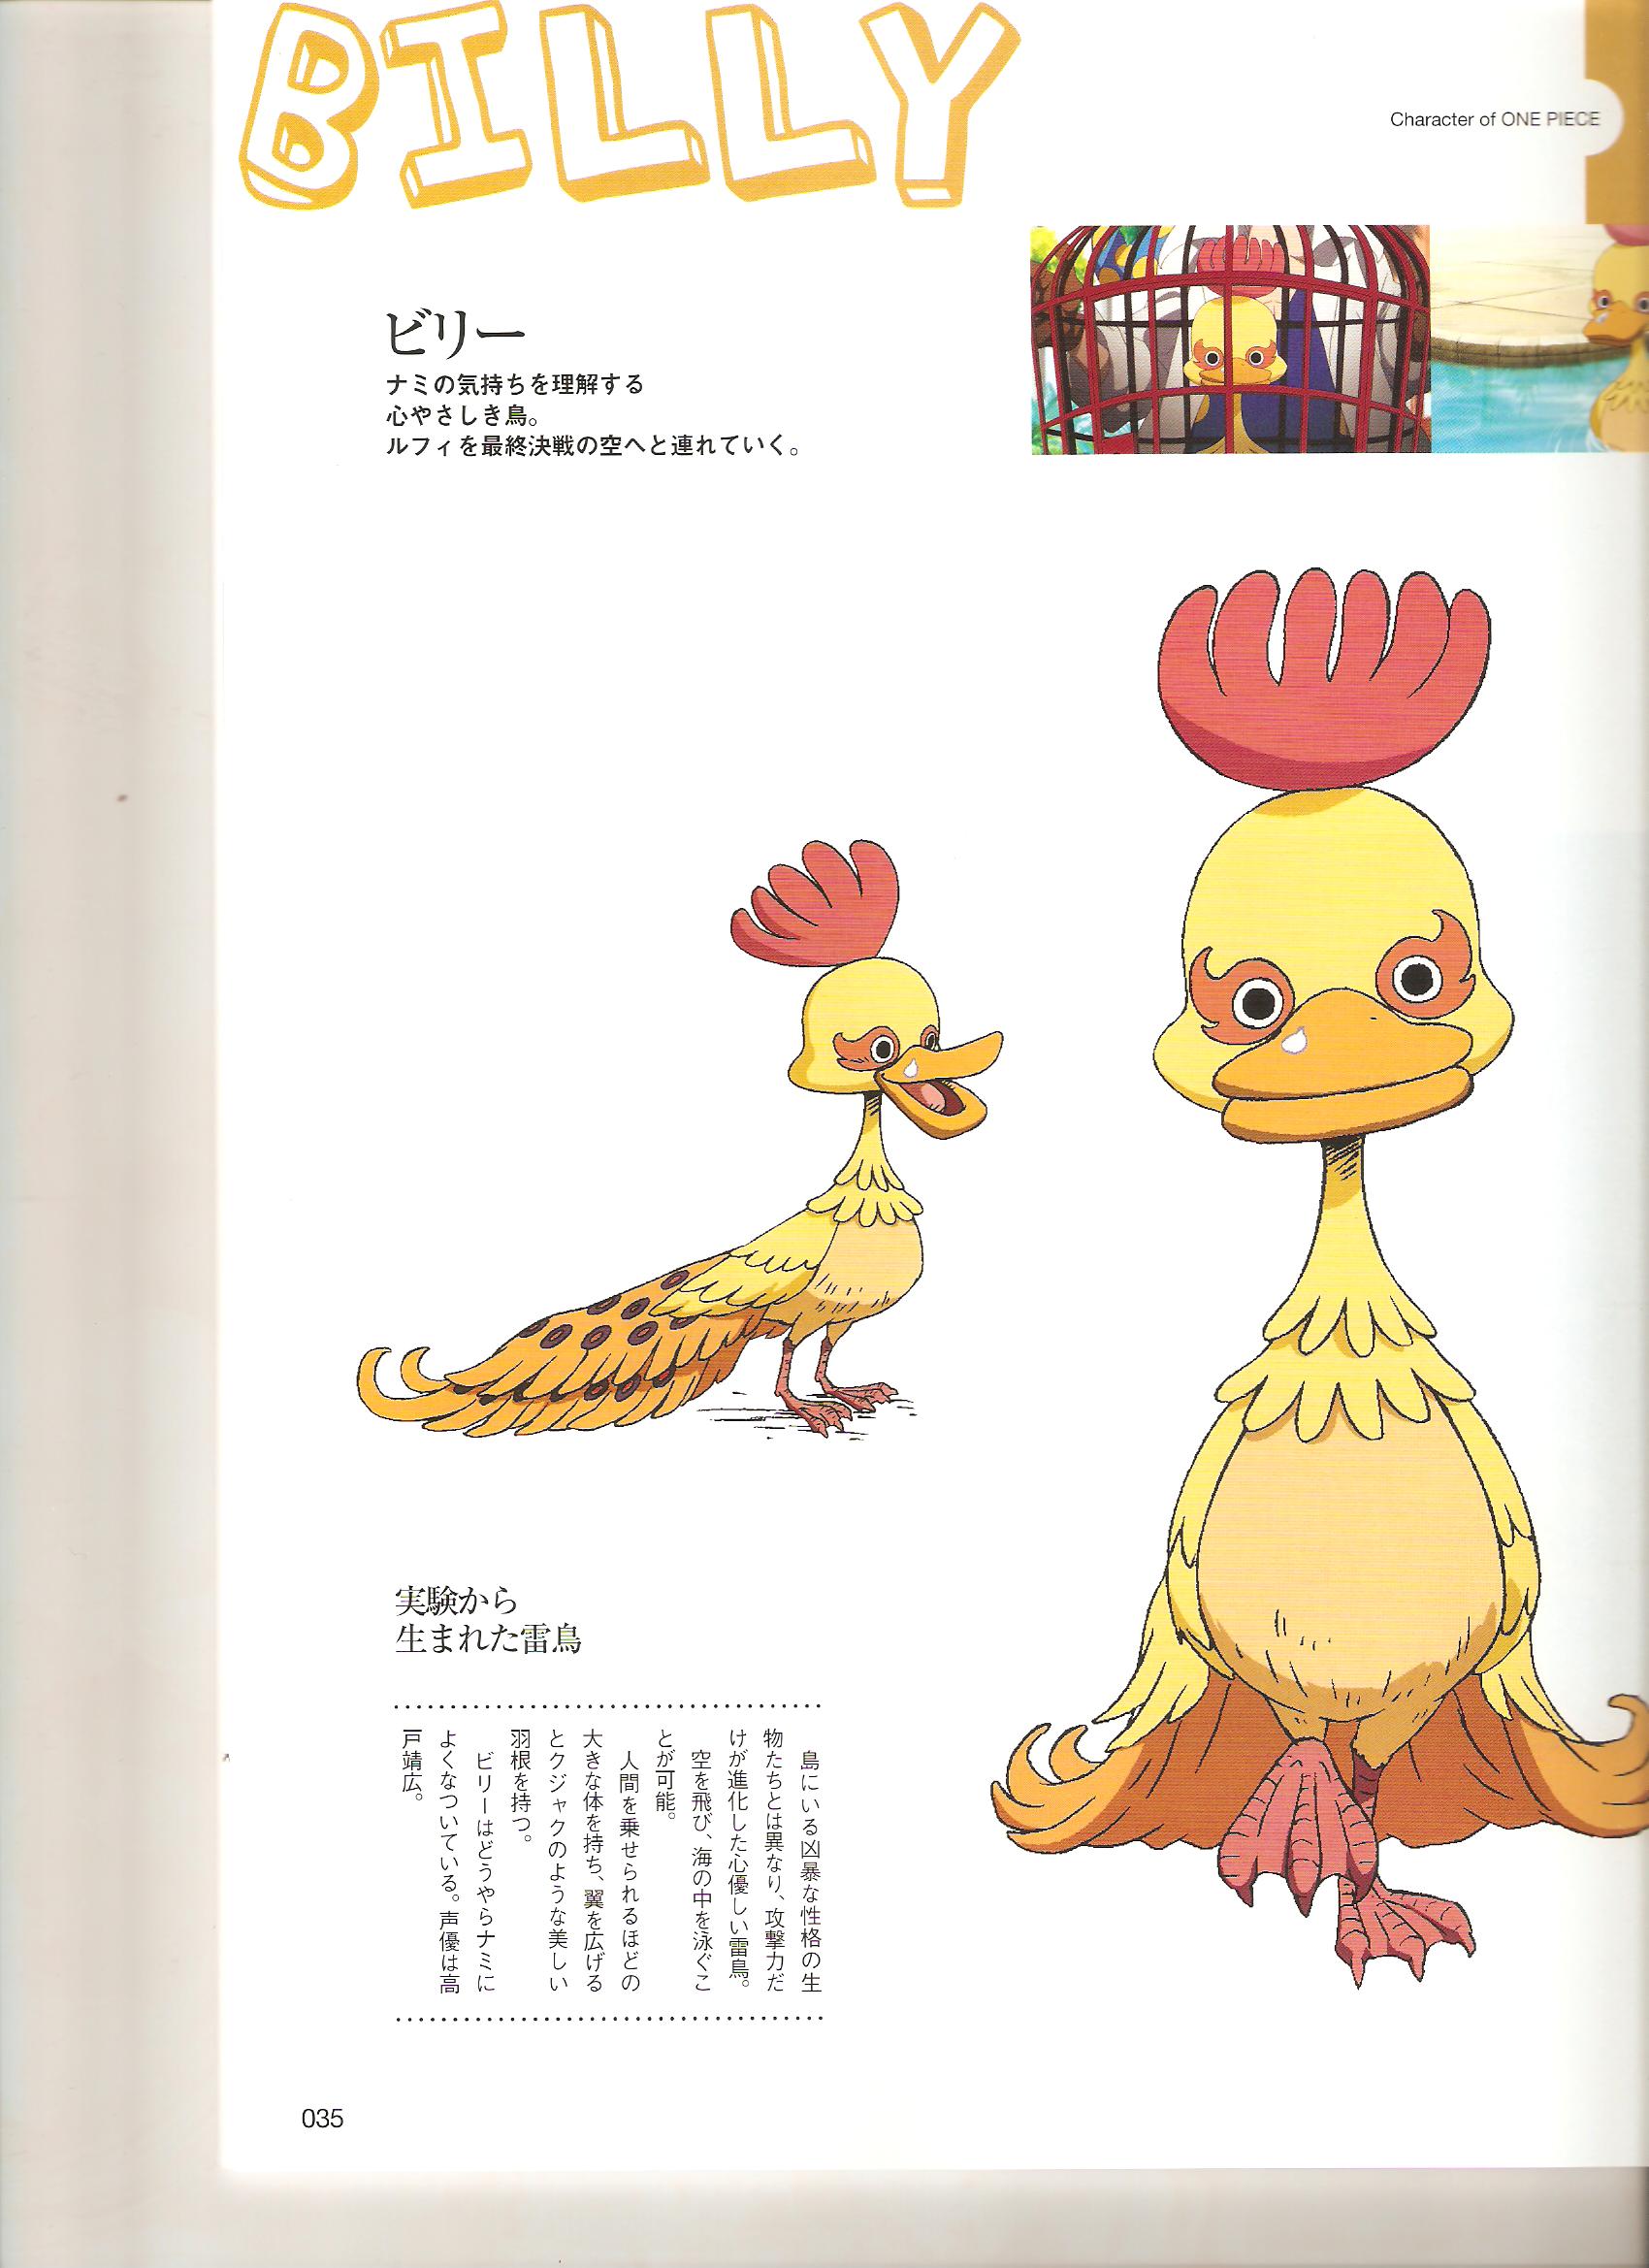 BILLY
Character of ONE PIECE
ビリー
ナミの気持ちを理解する
心やさしき鳥。
ルフィを最終決戦の空へと連れていく。
実験から
生まれた雷鳥
島にいる凶暴な性格の生
物たちとは異なり、攻撃力だ
けが進化した心優しい雷鳥。
空を飛び、海の中を泳ぐこ
とが可能。
人間を乗せられるほどの
大きな体を持ち、翼を広げる
とクジャクのような美しい
羽根を持つ。
ビリーはどうやらナミに
よくなついている。声優は高
戸靖広。
035